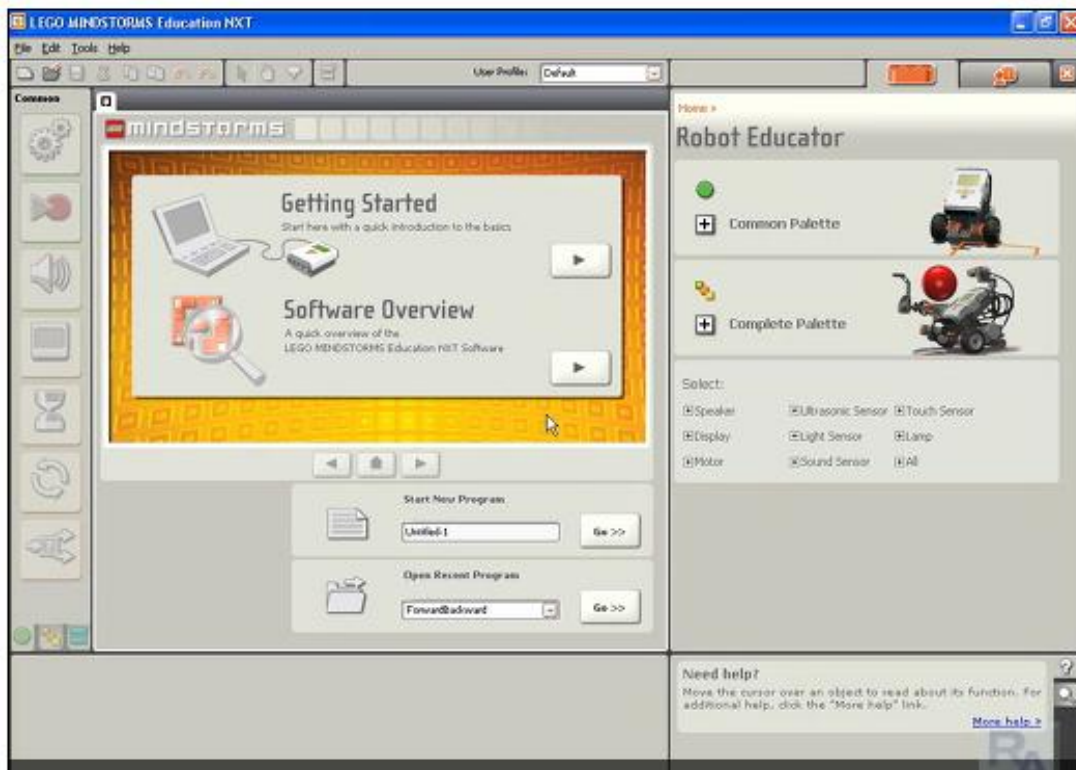 LEGO MINDSTORMS Education NXT
File Edit Tools Help
User Profile: Default
Common
mindstorms
Getting Started
Start here with a quick introduction to the basics
Software Overview
A quick overview of the
LEGO MINDSTORMS Education NXT Software
Start New Program
Untitled-1
Go >>
Open Recent Program
ForwardBackward
Go >>
Home »
Robot Educator
Common Palette
Complete Palette
Select:
Speaker Ultrasonic Sensor Touch Sensor
Display Light Sensor Lamp
Motor Sound Sensor All
Need help?
Move the cursor over an object to read about its function. For
additional help, click the "More help" link.
More help »
RA